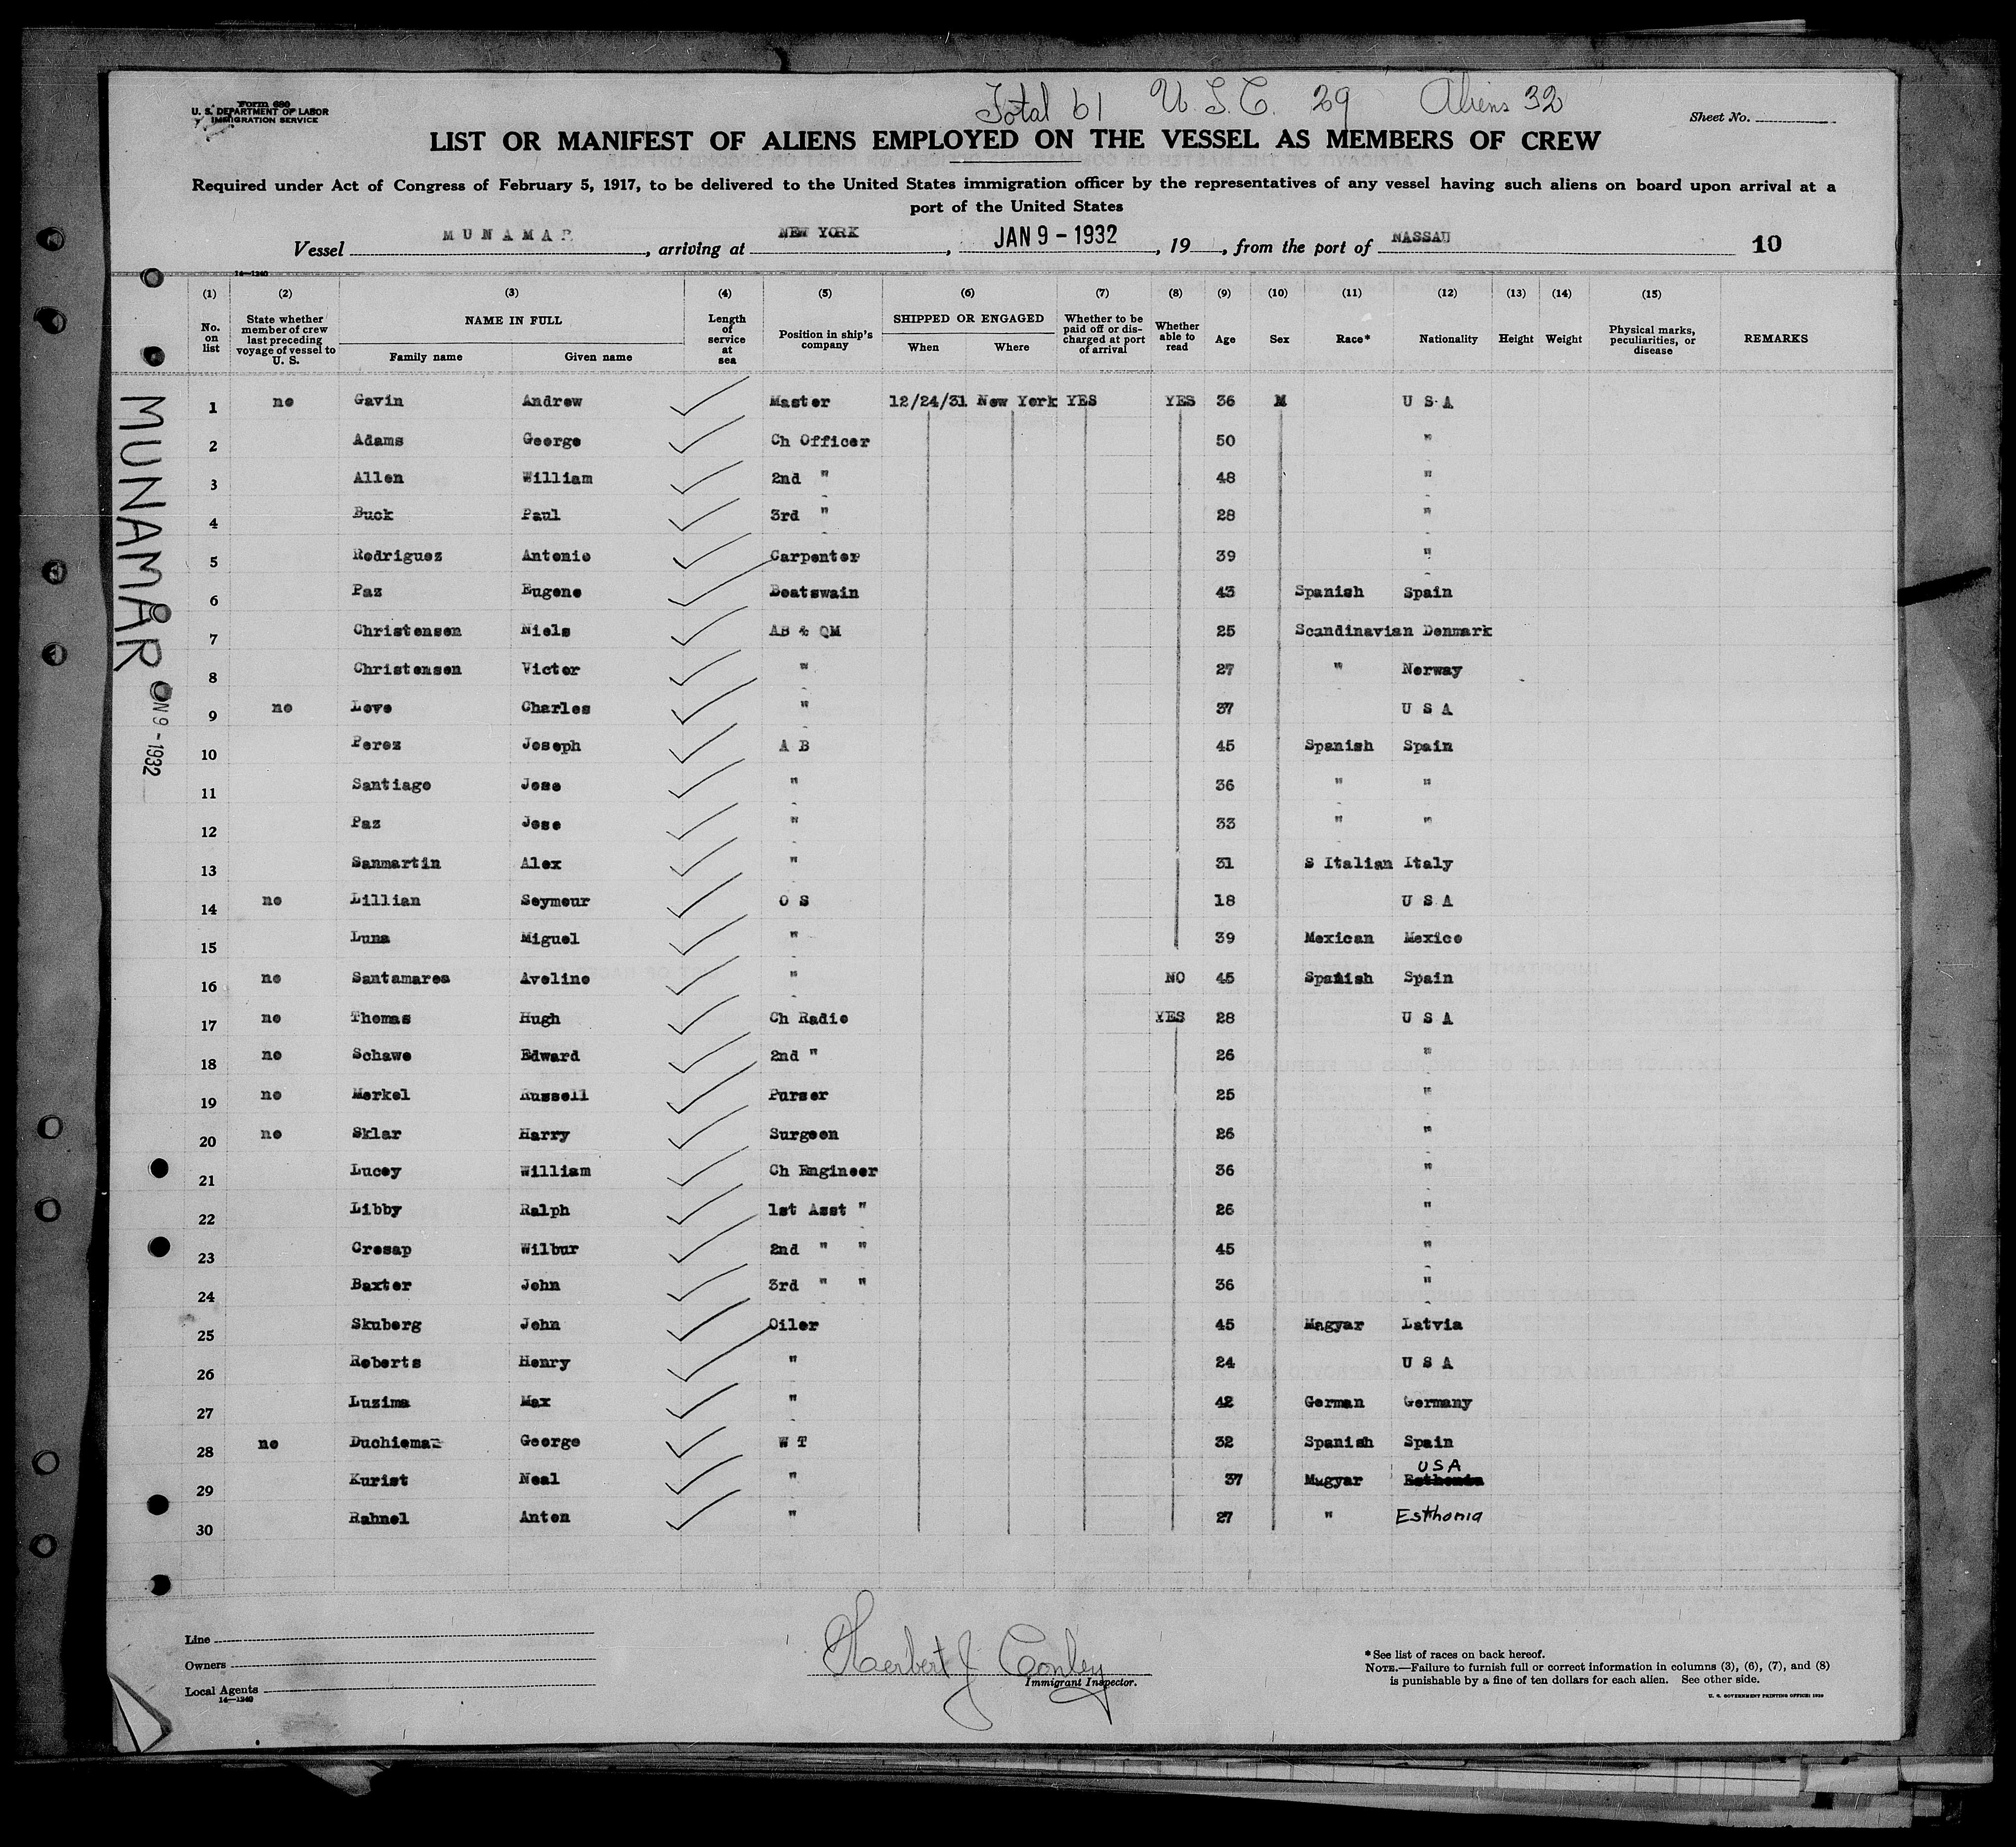 Form 680
U. S. DEPARTMENT OF LABOR
IMMIGRATION SERVICE
Total 61 U.S.C. 29 Aliens 32
Sheet No.
LIST OR MANIFEST OF ALIENS EMPLOYED ON THE VESSEL AS MEMBERS OF CREW
Required under Act of Congress of February 5, 1917, to be delivered to the United States immigration officer by the representatives of any vessel having such aliens on board upon arrival at a
port of the United States
Vessel MUNAMAR, arriving at NEW YORK, JAN 9 - 1932, 19, from the port of NASSAU 10
14-1240
(1) (2) (3) (4) (5) (6) (7) (8) (9) (10) (11) (12) (13) (14) (15)
No. on list
State whether member of crew last preceding voyage of vessel to U. S.
NAME IN FULL
Family name Given name
Length of service at sea
Position in ship's company
SHIPPED OR ENGAGED
When Where
Whether to be paid off or discharged at port of arrival
Whether able to read
Age Sex Race* Nationality Height Weight
Physical marks, peculiarities, or disease
REMARKS
1 no Gavin Andrew Master 12/24/31 New York YES YES 36 M U S A
2 Adams George Ch Officer 50 "
3 Allen William 2nd " 48 "
4 Buck Paul 3rd " 28 "
5 Rodriguez Antonio Carpenter 39 "
6 Paz Eugene Boatswain 43 Spanish Spain
7 Christensen Niels AB & QM 25 Scandinavian Denmark
8 Christensen Victor " 27 " Norway
9 no Love Charles " 37 U S A
10 Perez Joseph A B 45 Spanish Spain
11 Santiago Jose " 36 " "
12 Paz Jose " 33 " "
13 Sanmartin Alex " 31 S Italian Italy
14 no Lillian Seymour O S 18 U S A
15 Luna Miguel " 39 Mexican Mexico
16 no Santamarea Aveline " NO 45 Spanish Spain
17 no Thomas Hugh Ch Radio YES 28 U S A
18 no Schawe Edward 2nd " 26 "
19 no Merkel Russell Purser 25 "
20 no Sklar Harry Surgeon 26 "
21 Lucey William Ch Engineer 36 "
22 Libby Ralph 1st Asst " 26 "
23 Cresap Wilbur 2nd " " 45 "
24 Baxter John 3rd " " 36 "
25 Skuberg John Oiler 45 Magyar Latvia
26 Roberts Henry " 24 U S A
27 Luzima Max " 42 German Germany
28 no Duchiemaz George W T 32 Spanish Spain
29 Kurist Neal " 37 Magyar Esthonia USA
30 Rahnel Anton " 27 " Esthonia
MUNAMAR
N 9 - 1932
Line
Owners
Local Agents
14-1240
Herbert J Conley
Immigrant Inspector.
* See list of races on back hereof.
NOTE.—Failure to furnish full or correct information in columns (3), (6), (7), and (8)
is punishable by a fine of ten dollars for each alien. See other side.
U. S. GOVERNMENT PRINTING OFFICE: 1930